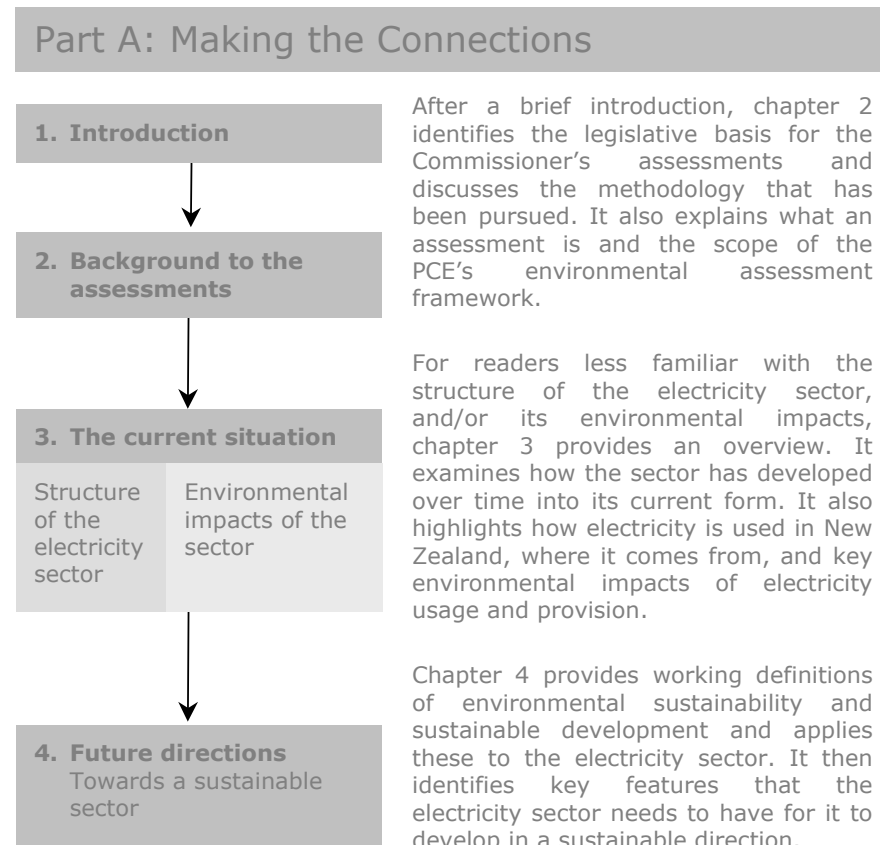 Part A: Making the Connections
1. Introduction
2. Background to the
assessments
3. The current situation
Structure
of the
electricity
sector
Environmental
impacts of the
sector
4. Future directions
Towards a sustainable
sector
After a brief introduction, chapter 2
identifies the legislative basis for the
Commissioner’s assessments and
discusses the methodology that has
been pursued. It also explains what an
assessment is and the scope of the
PCE’s environmental assessment
framework.
For readers less familiar with the
structure of the electricity sector,
and/or its environmental impacts,
chapter 3 provides an overview. It
examines how the sector has developed
over time into its current form. It also
highlights how electricity is used in New
Zealand, where it comes from, and key
environmental impacts of electricity
usage and provision.
Chapter 4 provides working definitions
of environmental sustainability and
sustainable development and applies
these to the electricity sector. It then
identifies key features that the
electricity sector needs to have for it to
develop in a sustainable direction.